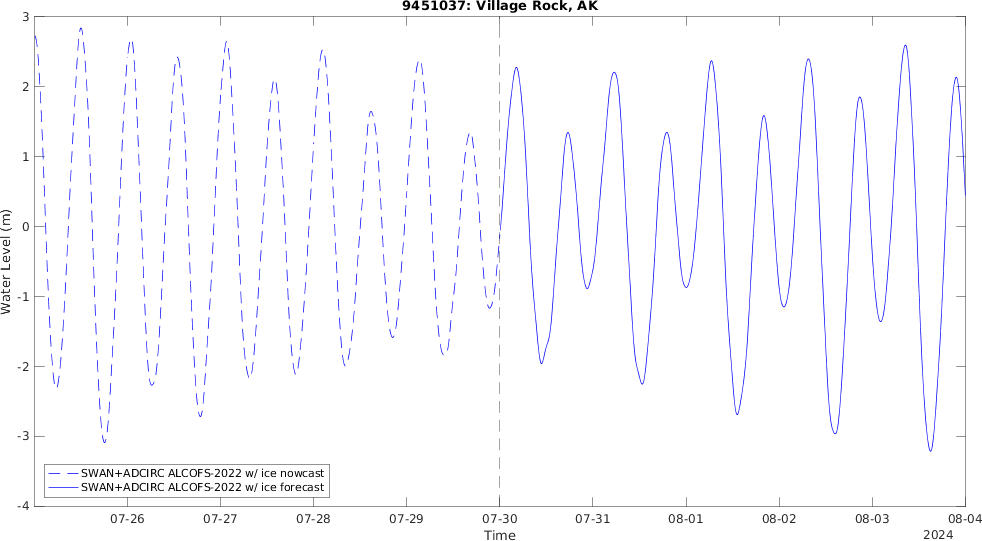 9451037: Village Rock, AK
3
2
1
0
-1
-2
-3
-4
Water Level (m)
SWAN+ADCIRC ALCOFS-2022 w/ ice nowcast
SWAN+ADCIRC ALCOFS-2022 w/ ice forecast
07-26 07-27 07-28 07-29 07-30 07-31 08-01 08-02 08-03 08-04
Time
2024